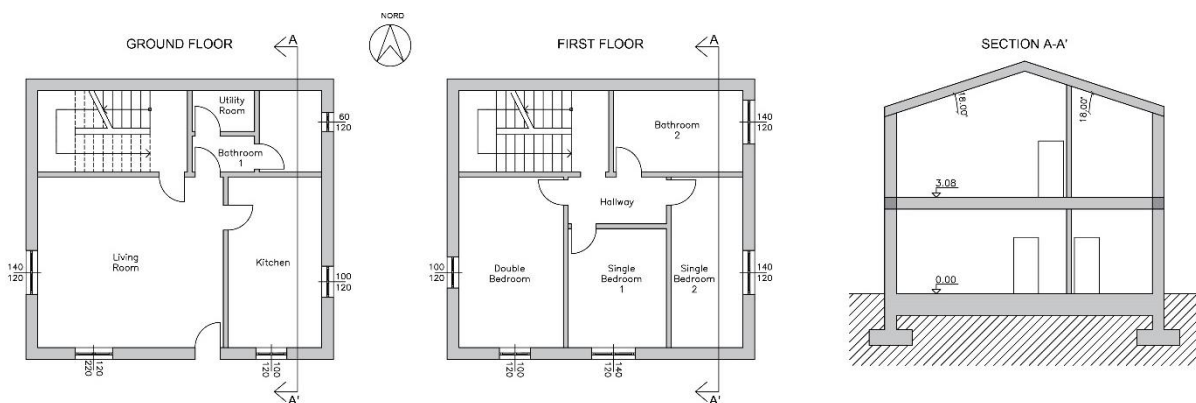 NORD
GROUND FLOOR
A
FIRST FLOOR
A
SECTION A-A'
Utility
Room
60
120
Bathroom
1
Living
Room
Kitchen
140
120
100
120
120
220
100
120
A'
Bathroom
2
140
120
Hallway
Double
Bedroom
Single
Bedroom
1
Single
Bedroom
2
100
120
140
120
100
120
140
120
A'
18.00'
18.00'
3.08
0.00